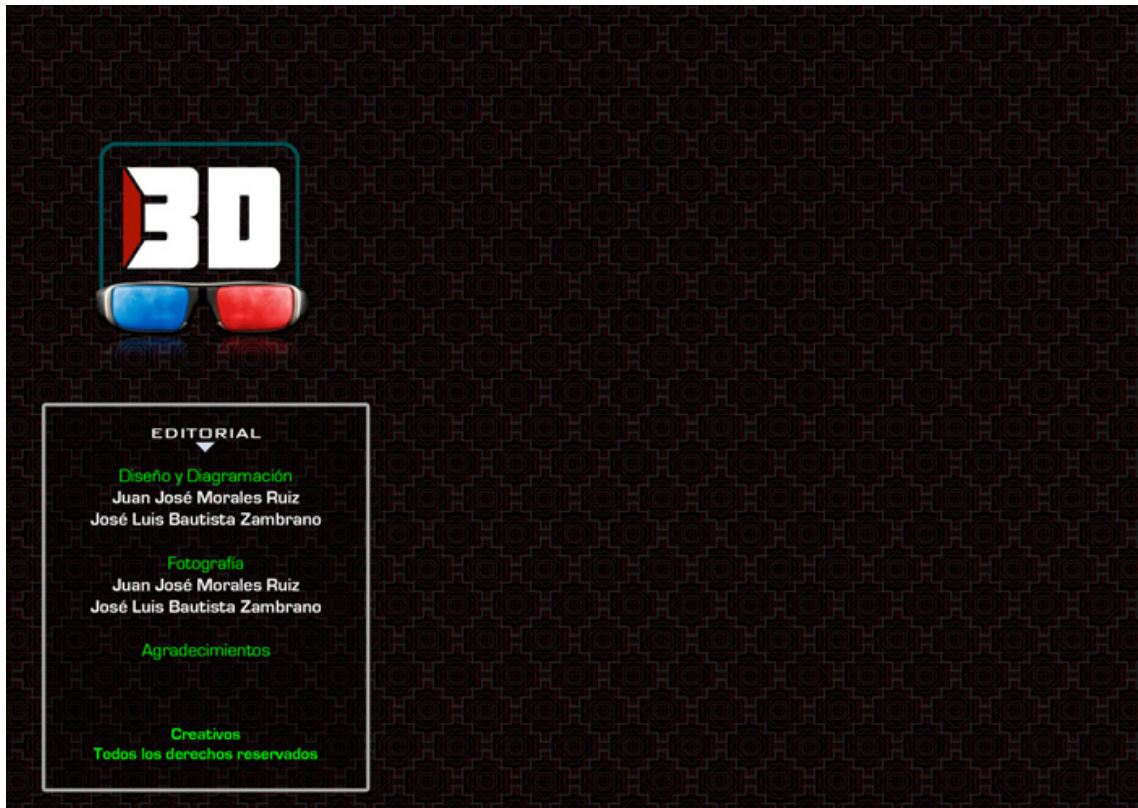 3D
EDITORIAL
Diseño y Diagramación
Juan José Morales Ruiz
José Luis Bautista Zambrano
Fotografía
Juan José Morales Ruiz
José Luis Bautista Zambrano
Agradecimientos
Creativos
Todos los derechos reservados